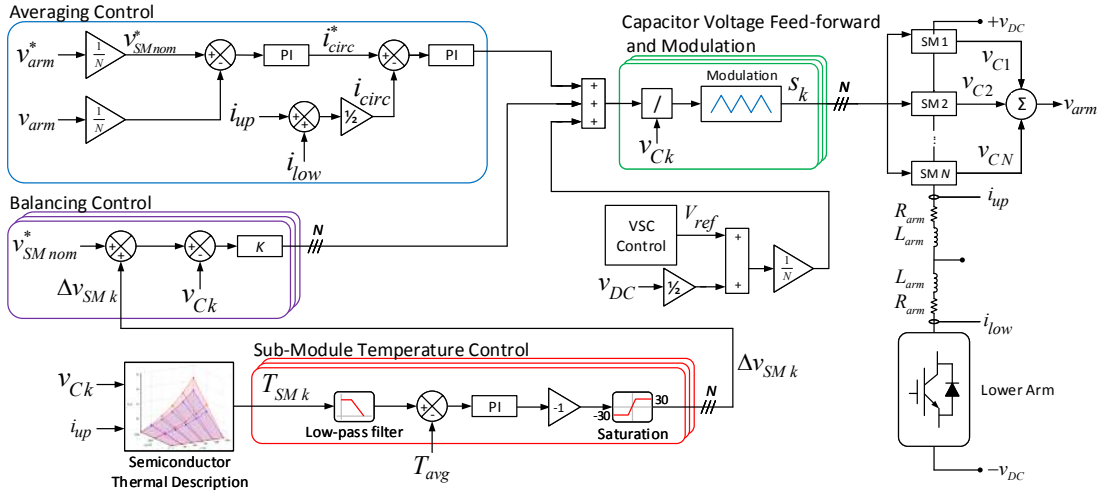 Averaging Control
v*arm
1/N
v*SM nom
+
-
PI
i*circ
+
-
PI
varm
1/N
iup
+
+
ilow
½
icirc
+
+
+
Capacitor Voltage Feed-forward
and Modulation
/
vCk
Modulation
sk
N
+vDC
SM 1
SM 2
SM N
vC1
vC2
vCN
Σ
varm
iup
Rarm
Larm
Larm
Rarm
ilow
Lower Arm
−vDC
Balancing Control
v*SM nom
+
+
+
-
K
N
ΔvSM k
vCk
VSC
Control
Vref
vDC
½
+
+
1/N
Sub-Module Temperature Control
vCk
iup
Semiconductor
Thermal Description
TSM k
Low-pass filter
+
-
Tavg
PI
-1
-30
30
Saturation
N
ΔvSM k